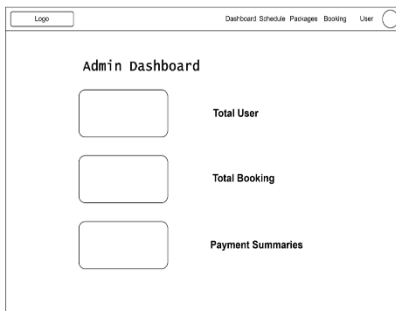 Logo Dashboard Schedule Packages Booking User
Admin Dashboard
Total User
Total Booking
Payment Summaries